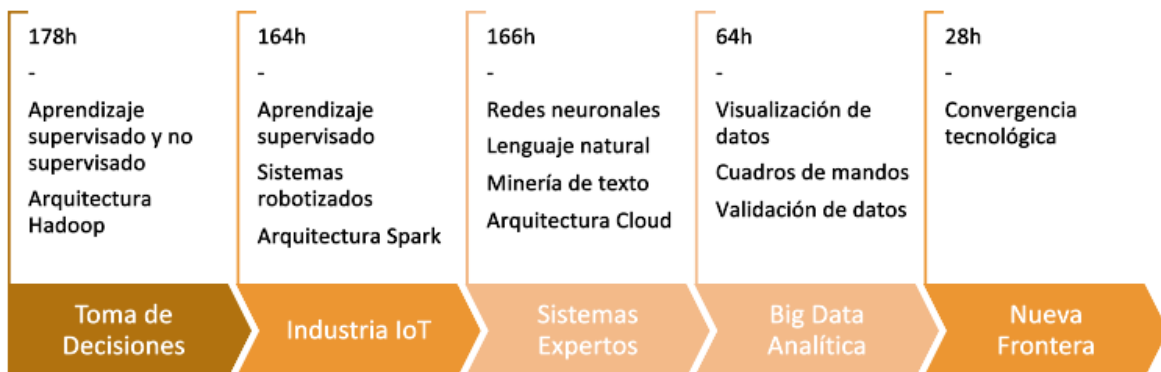 178h
-
Aprendizaje
supervisado y no
supervisado
Arquitectura
Hadoop
Toma de
Decisiones
164h
-
Aprendizaje
supervisado
Sistemas
robotizados
Arquitectura Spark
Industria IoT
166h
-
Redes neuronales
Lenguaje natural
Minería de texto
Arquitectura Cloud
Sistemas
Expertos
64h
-
Visualización de
datos
Cuadros de mandos
Validación de datos
Big Data
Analítica
28h
-
Convergencia
tecnológica
Nueva
Frontera